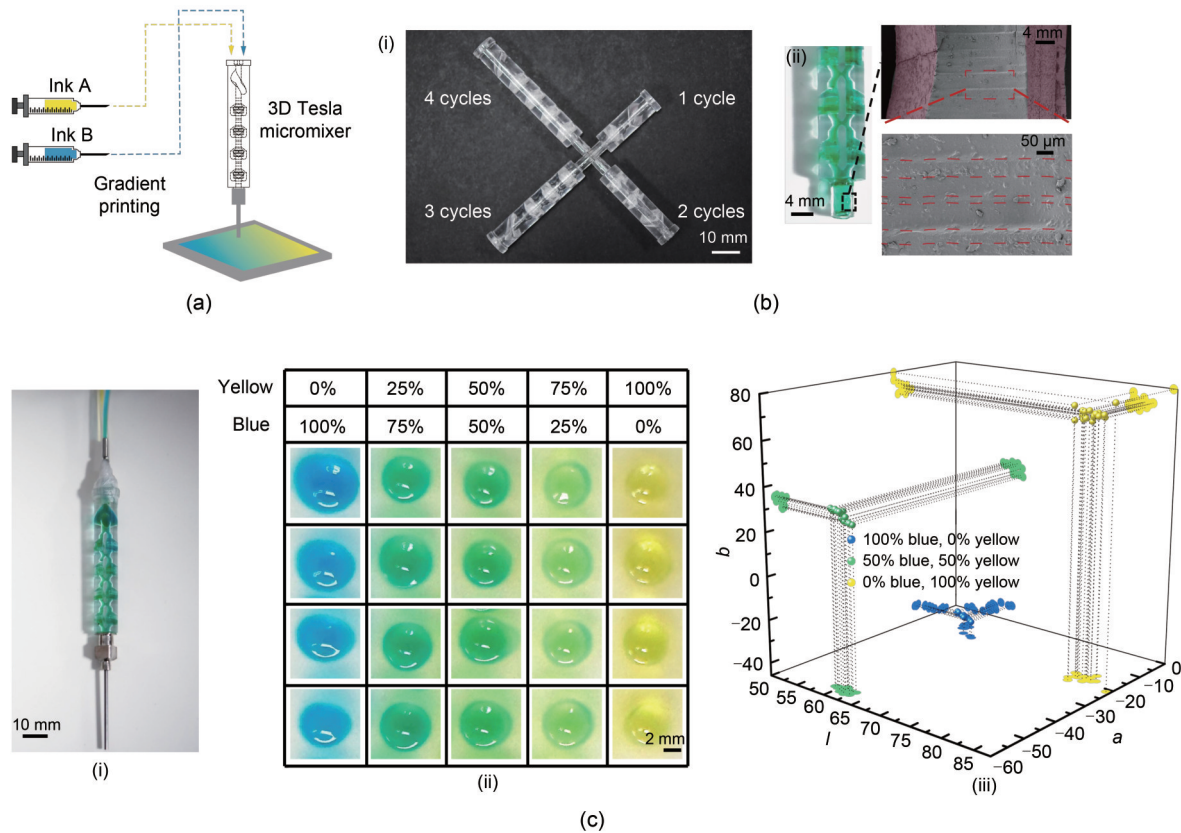 Ink A
Ink B
Gradient
printing
3D Tesla
micromixer
(a)
(i)
4 cycles
1 cycle
3 cycles
2 cycles
10 mm
(ii)
4 mm
4 mm
50 μm
(b)
10 mm
(i)
Yellow 0% 25% 50% 75% 100%
Blue 100% 75% 50% 25% 0%
2 mm
(ii)
80
60
40
20
0
−20
−40
b
100% blue, 0% yellow
50% blue, 50% yellow
0% blue, 100% yellow
50 55 60 65 70 75 80 85
l
−60 −50 −40 −30 −20 −10 0
a
(iii)
(c)